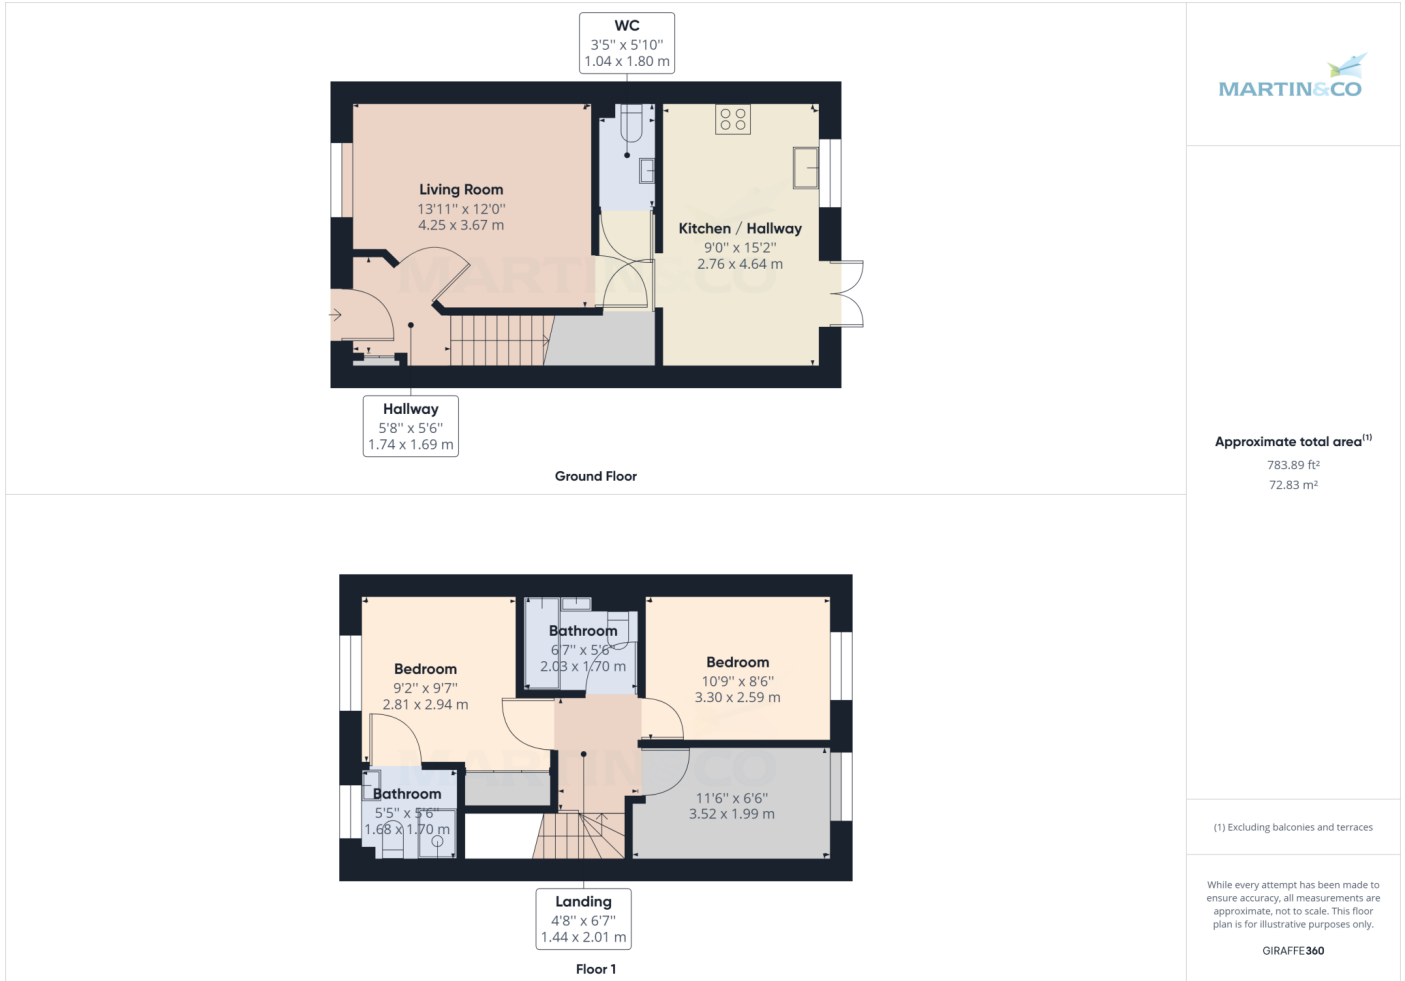 WC
3'5" x 5'10"
1.04 x 1.80 m
MARTIN&CO
Living Room
13'11" x 12'0"
4.25 x 3.67 m
Kitchen / Hallway
9'0" x 15'2"
2.76 x 4.64 m
MARTIN&CO
Hallway
5'8" x 5'6"
1.74 x 1.69 m
Ground Floor
Approximate total area(1)
783.89 ft²
72.83 m²
Bathroom
6'7" x 5'6"
2.03 x 1.70 m
Bedroom
9'2" x 9'7"
2.81 x 2.94 m
Bedroom
10'9" x 8'6"
3.30 x 2.59 m
MARTIN&CO
Bathroom
5'5" x 5'6"
1.68 x 1.70 m
11'6" x 6'6"
3.52 x 1.99 m
Landing
4'8" x 6'7"
1.44 x 2.01 m
Floor 1
(1) Excluding balconies and terraces
While every attempt has been made to
ensure accuracy, all measurements are
approximate, not to scale. This floor
plan is for illustrative purposes only.
GIRAFFE360